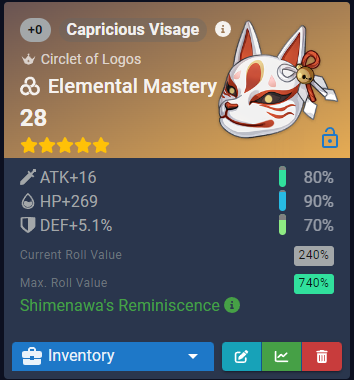 +0 Capricious Visage
Circlet of Logos
Elemental Mastery
28
ATK+16 80%
HP+269 90%
DEF+5.1% 70%
Current Roll Value 240%
Max. Roll Value 740%
Shimenawa's Reminiscence
Inventory